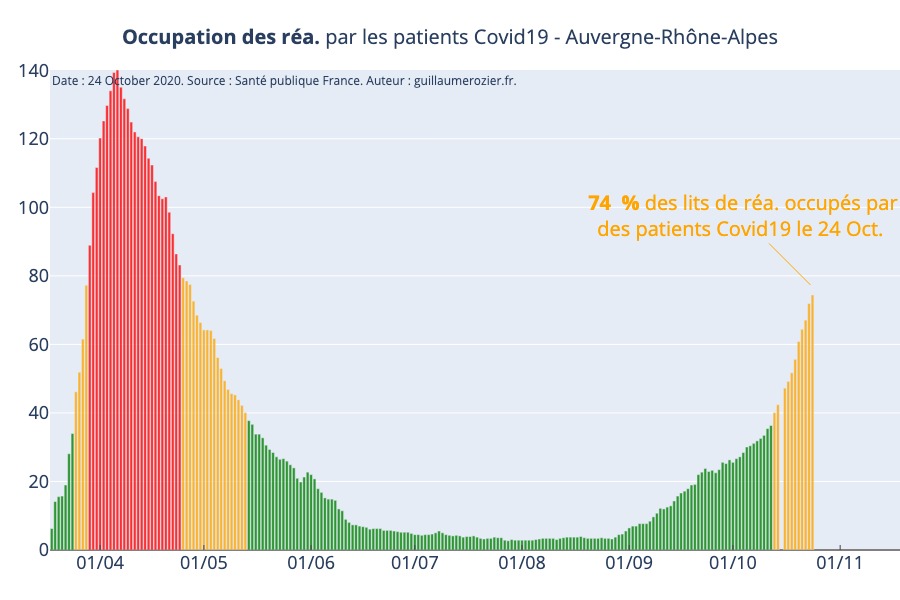 Occupation des réa. par les patients Covid19 - Auvergne-Rhône-Alpes
140
Date : 24 October 2020. Source : Santé publique France. Auteur : guillaumerozier.fr.
120
100
80
60
40
20
0
74 % des lits de réa. occupés par
des patients Covid19 le 24 Oct.
01/04 01/05 01/06 01/07 01/08 01/09 01/10 01/11